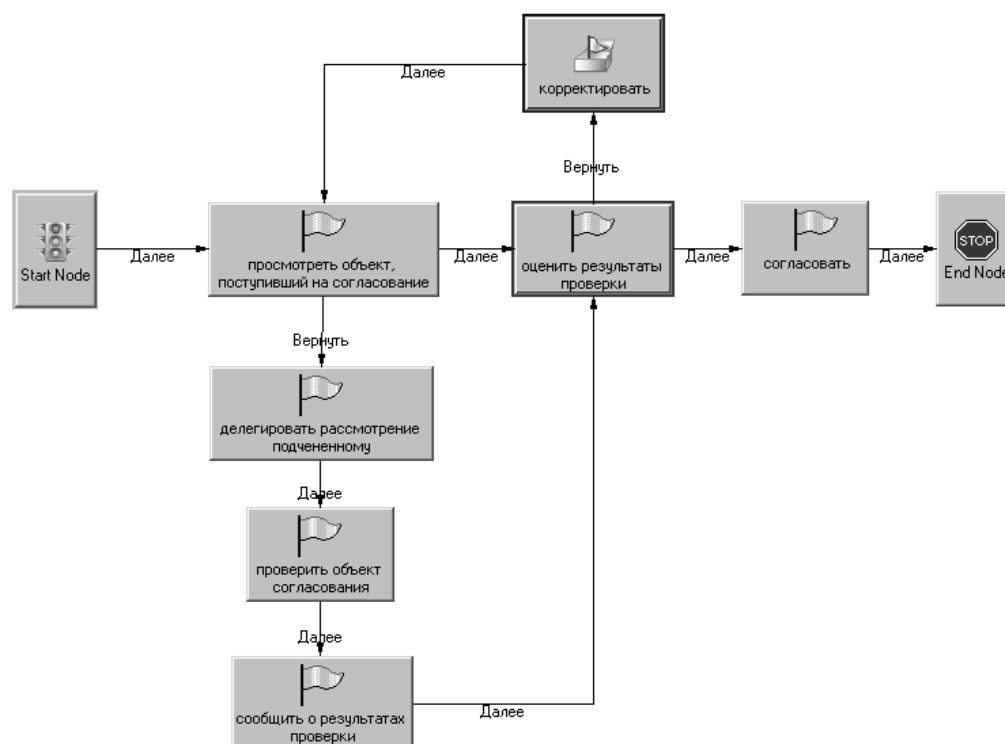 Далее
корректировать
Вернуть
Start Node
Далее
просмотреть объект,
поступивший на согласование
Далее
оценить результаты
проверки
Далее
согласовать
Далее
STOP
End Node
Вернуть
делегировать рассмотрение
подчененному
Далее
проверить объект
согласования
Далее
сообщить о результатах
проверки
Далее